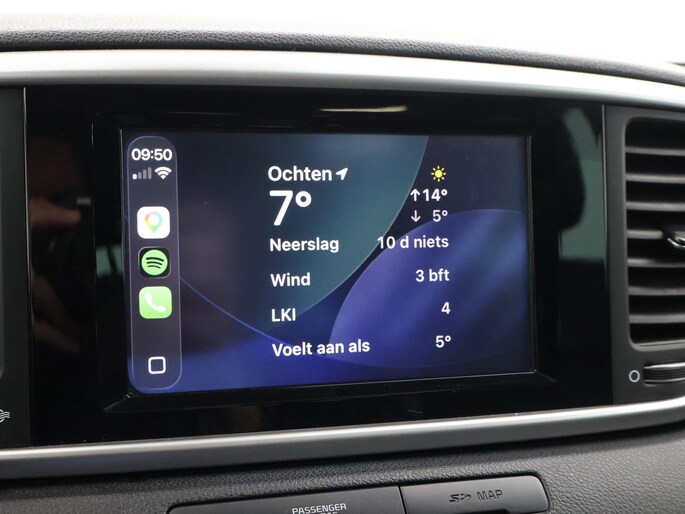 09:50
Ochten
7°
↑14°
↓ 5°
Neerslag 10 d niets
Wind 3 bft
LKI 4
Voelt aan als 5°
PASSENGER
SD MAP